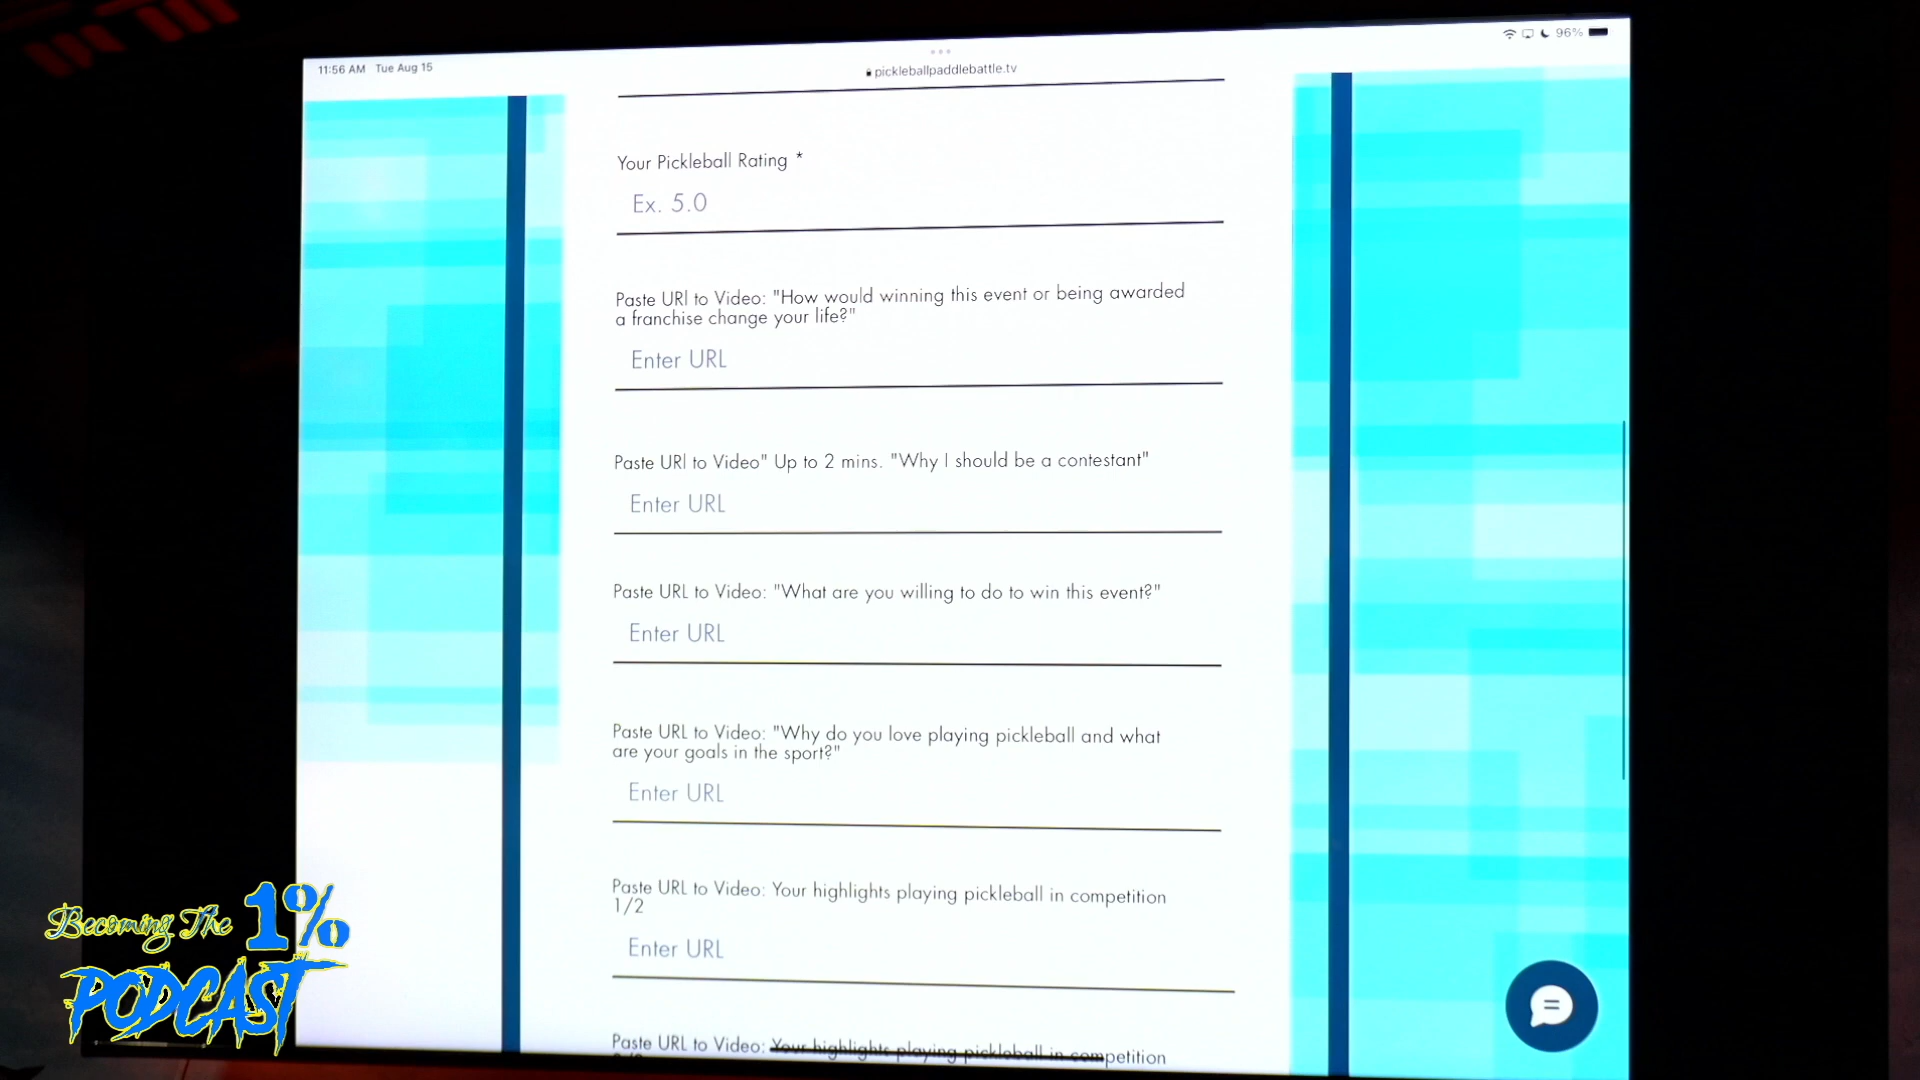 11:56 AM Tue Aug 15
pickleballpaddlebattle.tv
96%
Your Pickleball Rating *
Ex. 5.0
Paste URl to Video: "How would winning this event or being awarded
a franchise change your life?"
Enter URL
Paste URl to Video" Up to 2 mins. "Why I should be a contestant"
Enter URL
Paste URL to Video: "What are you willing to do to win this event?"
Enter URL
Paste URL to Video: "Why do you love playing pickleball and what
are your goals in the sport?"
Enter URL
Paste URL to Video: Your highlights playing pickleball in competition
1/2
Enter URL
Paste URL to Video: Your highlights playing pickleball in competition
Becoming The 1%
PODCAST